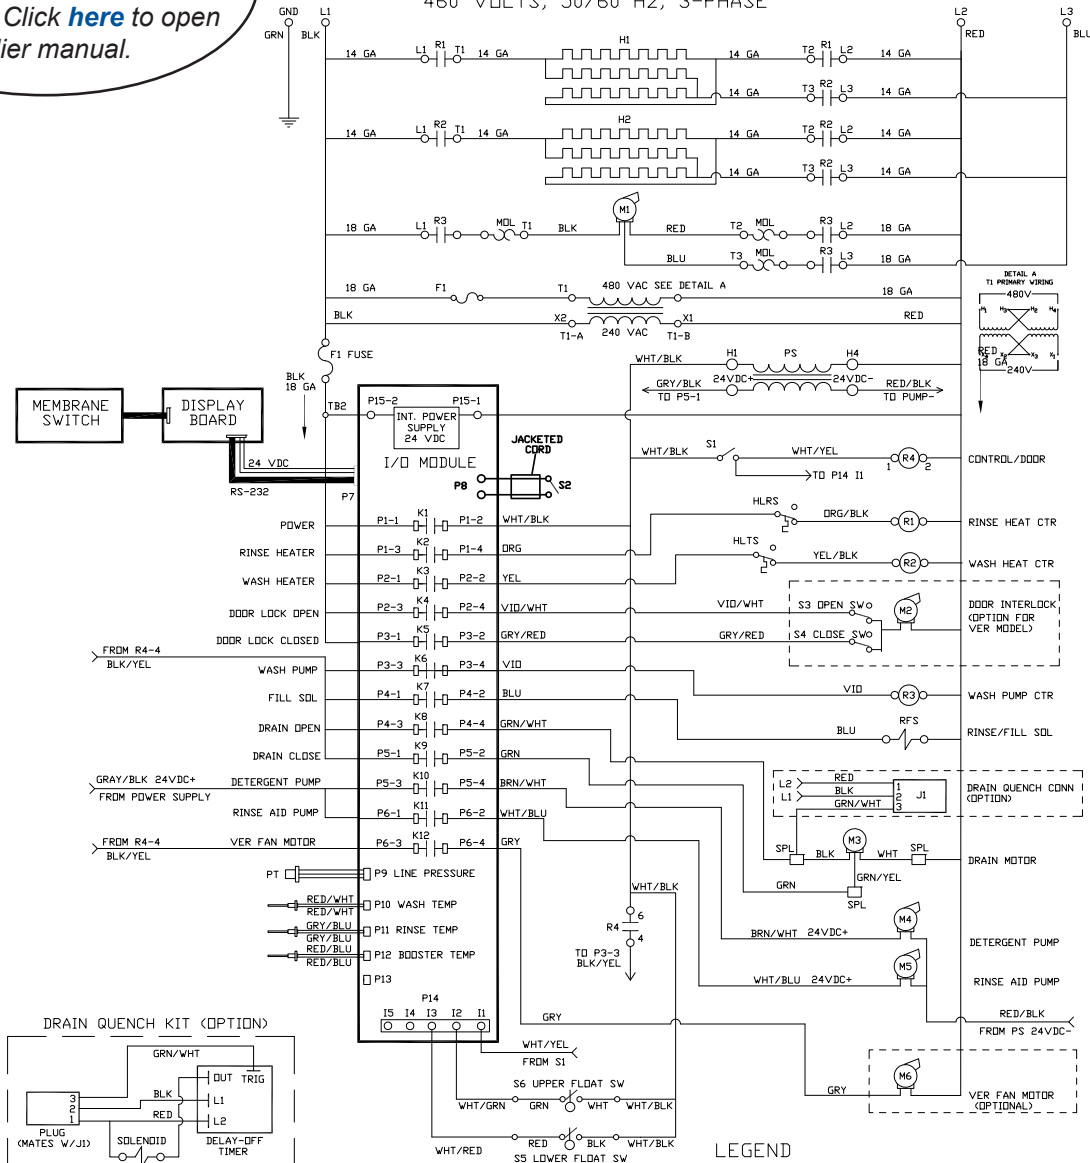 460 VOLTS, 50/60 HZ, 3-PHASE
Click here to open
lier manual.
GND L1 L2 L3
GRN BLK RED BLU
14 GA L1 R1 T1 14 GA H1 T2 R1 L2 14 GA
14 GA T3 R2 L3 14 GA
14 GA L1 R2 T1 14 GA H2 T2 R2 L2 14 GA
14 GA T3 R2 L3 14 GA
M1
18 GA L1 R3 MOL T1 BLK RED T2 MOL R3 L2 18 GA
BLU T3 MOL R3 L3 18 GA
18 GA F1 T1 480 VAC SEE DETAIL A 18 GA
BLK X2 240 VAC X1 RED
T1-A T1-B
DETAIL A
T1 PRIMARY WIRING
480V
H1 H3 H2 H4
X4 X2 X3 X1
240V
RED
18 GA
F1 FUSE
BLK
18 GA
TB2
WHT/BLK H1 PS H4
GRY/BLK 24VDC+ 24VDC- RED/BLK
TO P5-1 TO PUMP-
MEMBRANE
SWITCH
DISPLAY
BOARD
24 VDC
RS-232
P7
P15-2 P15-1
INT. POWER
SUPPLY
24 VDC
I/O MODULE
JACKETED
CORD
P8 S2
WHT/BLK S1 WHT/YEL 1 R4 2 CONTROL/DOOR
TO P14 I1
HLRS ORG/BLK R1 RINSE HEAT CTR
HLTS YEL/BLK R2 WASH HEAT CTR
POWER P1-1 K1 P1-2 WHT/BLK
RINSE HEATER P1-3 K2 P1-4 ORG
WASH HEATER P2-1 K3 P2-2 YEL
DOOR LOCK OPEN P2-3 K4 P2-4 VIO/WHT VIO/WHT S3 OPEN SW M2
DOOR INTERLOCK
(OPTION FOR
VER MODEL)
DOOR LOCK CLOSED P3-1 K5 P3-2 GRY/RED GRY/RED S4 CLOSE SW
FROM R4-4
BLK/YEL
WASH PUMP P3-3 K6 P3-4 VIO VIO R3 WASH PUMP CTR
FILL SOL P4-1 K7 P4-2 BLU BLU RFS RINSE/FILL SOL
DRAIN OPEN P4-3 K8 P4-4 GRN/WHT
DRAIN CLOSE P5-1 K9 P5-2 GRN
GRAY/BLK 24VDC+
FROM POWER SUPPLY
DETERGENT PUMP P5-3 K10 P5-4 BRN/WHT
RINSE AID PUMP P6-1 K11 P6-2 WHT/BLU
FROM R4-4
BLK/YEL
VER FAN MOTOR P6-3 K12 P6-4 GRY
L2 RED 1
L1 BLK 2 J1
GRN/WHT 3
DRAIN QUENCH CONN
(OPTION)
SPL BLK M3 WHT SPL DRAIN MOTOR
GRN GRN/YEL
SPL
PT P9 LINE PRESSURE
RED/WHT
RED/WHT
P10 WASH TEMP
GRY/BLU
GRY/BLU
P11 RINSE TEMP
RED/BLU
RED/BLU
P12 BOOSTER TEMP
P13
P14
I5 I4 I3 I2 I1
WHT/BLK
6
R4
4
TO P3-3
BLK/YEL
BRN/WHT 24VDC+ M4 DETERGENT PUMP
WHT/BLU 24VDC+ M5 RINSE AID PUMP
RED/BLK
FROM PS 24VDC-
GRY
WHT/YEL
FROM S1
GRY M6 VER FAN MOTOR
(OPTIONAL)
S6 UPPER FLOAT SW
WHT/GRN GRN WHT WHT/BLK
WHT/RED RED BLK WHT/BLK
S5 LOWER FLOAT SW
DRAIN QUENCH KIT (OPTION)
GRN/WHT
3
2
1
PLUG
(MATES W/J1)
BLK
RED
OUT TRIG
L1
L2
SOLENOID
DELAY-OFF
TIMER
LEGEND